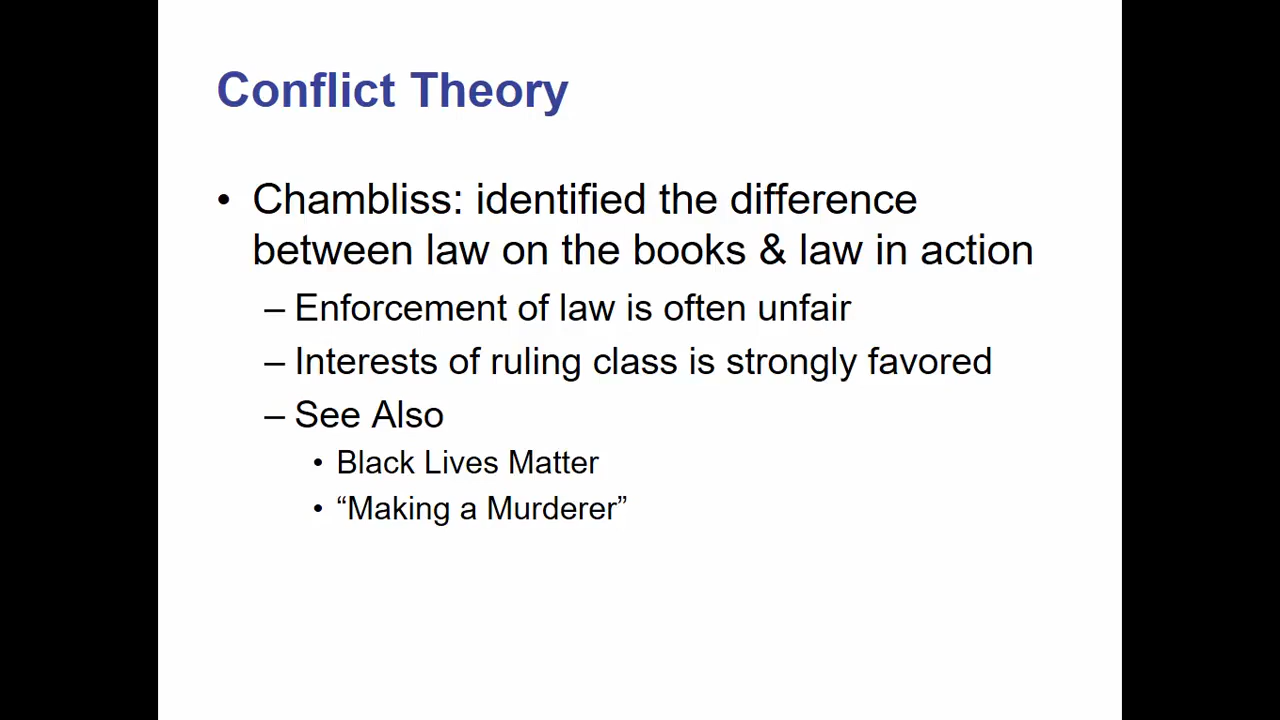 Conflict Theory
• Chambliss: identified the difference
between law on the books & law in action
– Enforcement of law is often unfair
– Interests of ruling class is strongly favored
– See Also
• Black Lives Matter
• “Making a Murderer”